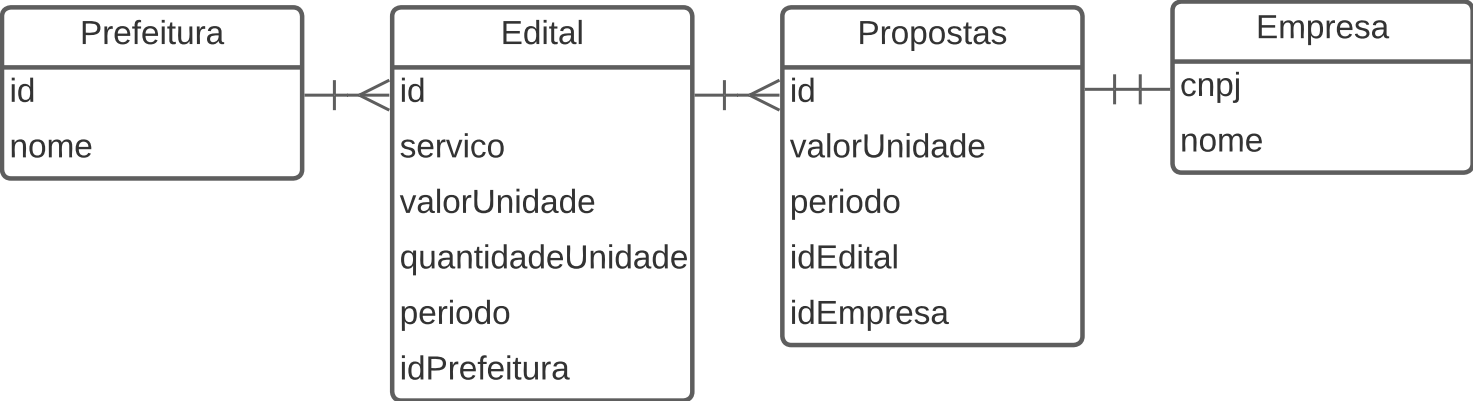 Prefeitura
id
nome
Edital
id
servico
valorUnidade
quantidadeUnidade
periodo
idPrefeitura
Propostas
id
valorUnidade
periodo
idEdital
idEmpresa
Empresa
cnpj
nome